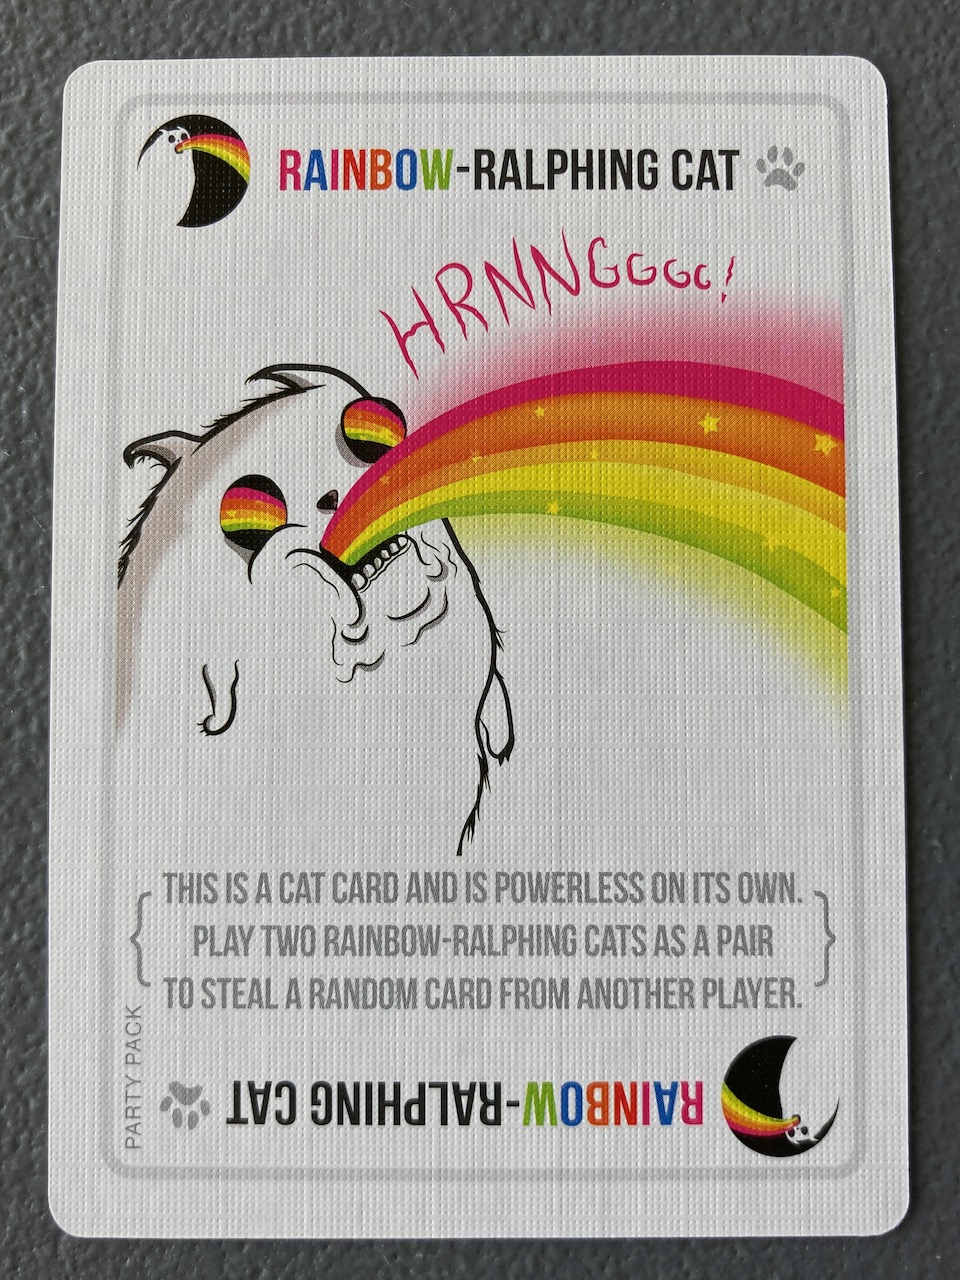 RAINBOW-RALPHING CAT
HRNNGGGGG!
THIS IS A CAT CARD AND IS POWERLESS ON ITS OWN.
PLAY TWO RAINBOW-RALPHING CATS AS A PAIR
TO STEAL A RANDOM CARD FROM ANOTHER PLAYER.
PARTY PACK
RAINBOW-RALPHING CAT